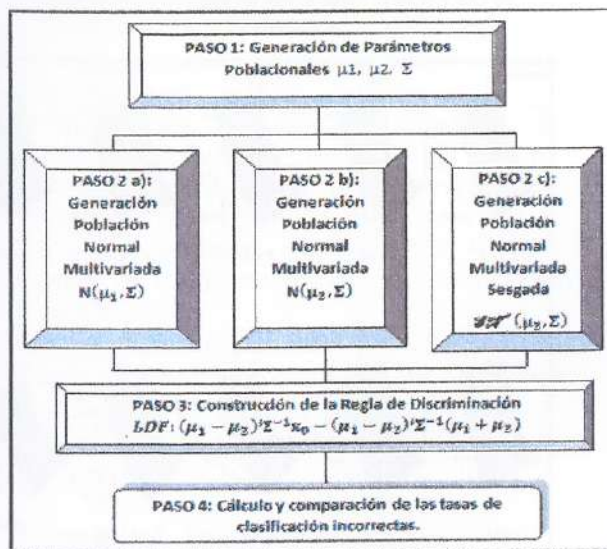 PASO 1: Generación de Parámetros
Poblacionales μ1, μ2, Σ
PASO 2 a):
Generación
Población
Normal
Multivariada
N(μ₁,Σ)
PASO 2 b):
Generación
Población
Normal
Multivariada
N(μ₂,Σ)
PASO 2 c):
Generación
Población
Normal
Multivariada
Sesgada
(μ₂,Σ)
PASO 3: Construcción de la Regla de Discriminación
LDF: (μ₁ − μ₂)'Σ⁻¹x₀ − (μ₁ − μ₂)'Σ⁻¹(μ₁ + μ₂)
PASO 4: Cálculo y comparación de las tasas de
clasificación incorrectas.